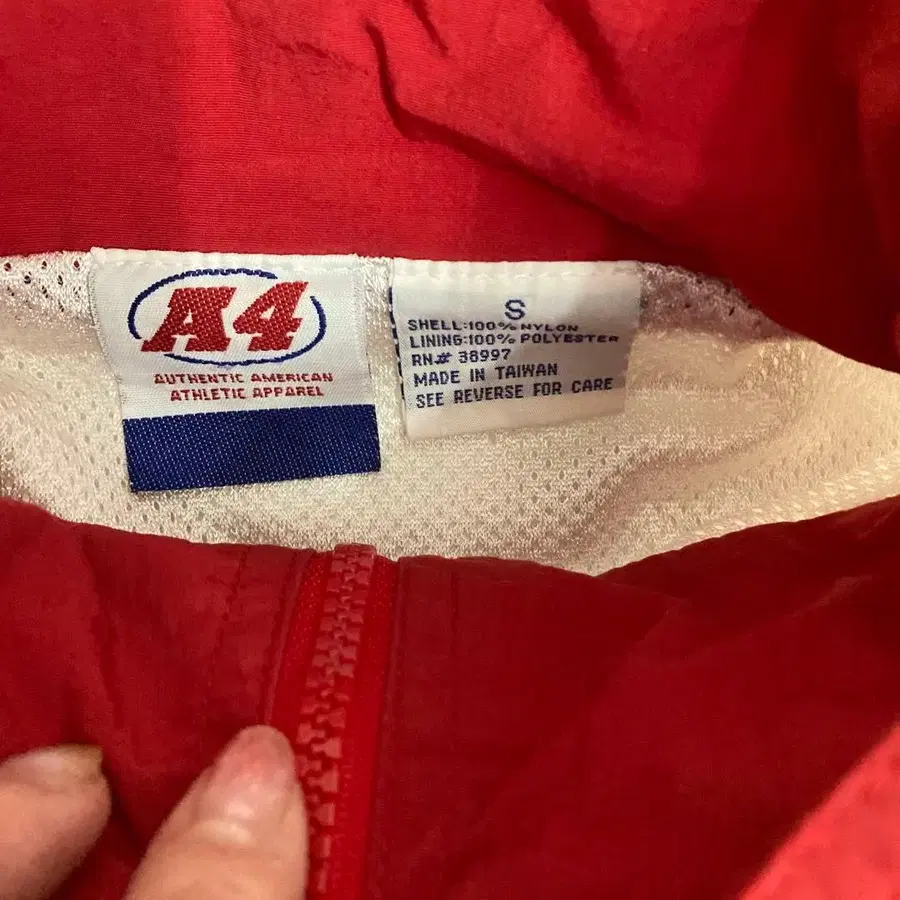 A4
AUTHENTIC AMERICAN
ATHLETIC APPAREL
S
SHELL:100% NYLON
LINING:100% POLYESTER
RN# 38997
MADE IN TAIWAN
SEE REVERSE FOR CARE